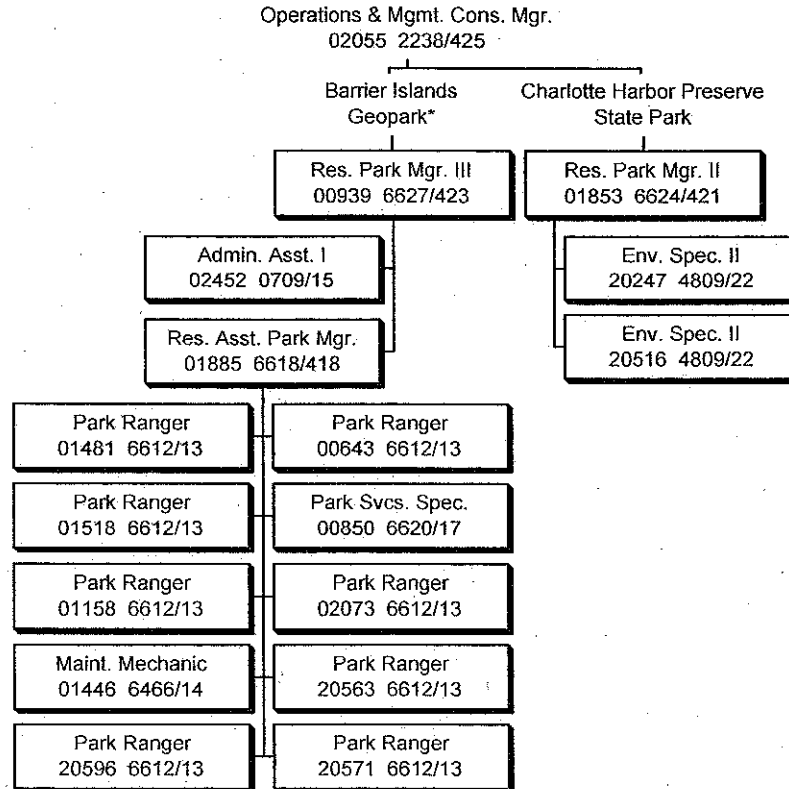 Operations & Mgmt. Cons. Mgr.
02055 2238/425
Barrier Islands
Geopark*
Charlotte Harbor Preserve
State Park
Res. Park Mgr. III
00939 6627/423
Res. Park Mgr. II
01853 6624/421
Admin. Asst. I
02452 0709/15
Env. Spec. II
20247 4809/22
Res. Asst. Park Mgr.
01885 6618/418
Env. Spec. II
20516 4809/22
Park Ranger
01481 6612/13
Park Ranger
00643 6612/13
Park Ranger
01518 6612/13
Park Svcs. Spec.
00850 6620/17
Park Ranger
01158 6612/13
Park Ranger
02073 6612/13
Maint. Mechanic
01446 6466/14
Park Ranger
20563 6612/13
Park Ranger
20596 6612/13
Park Ranger
20571 6612/13